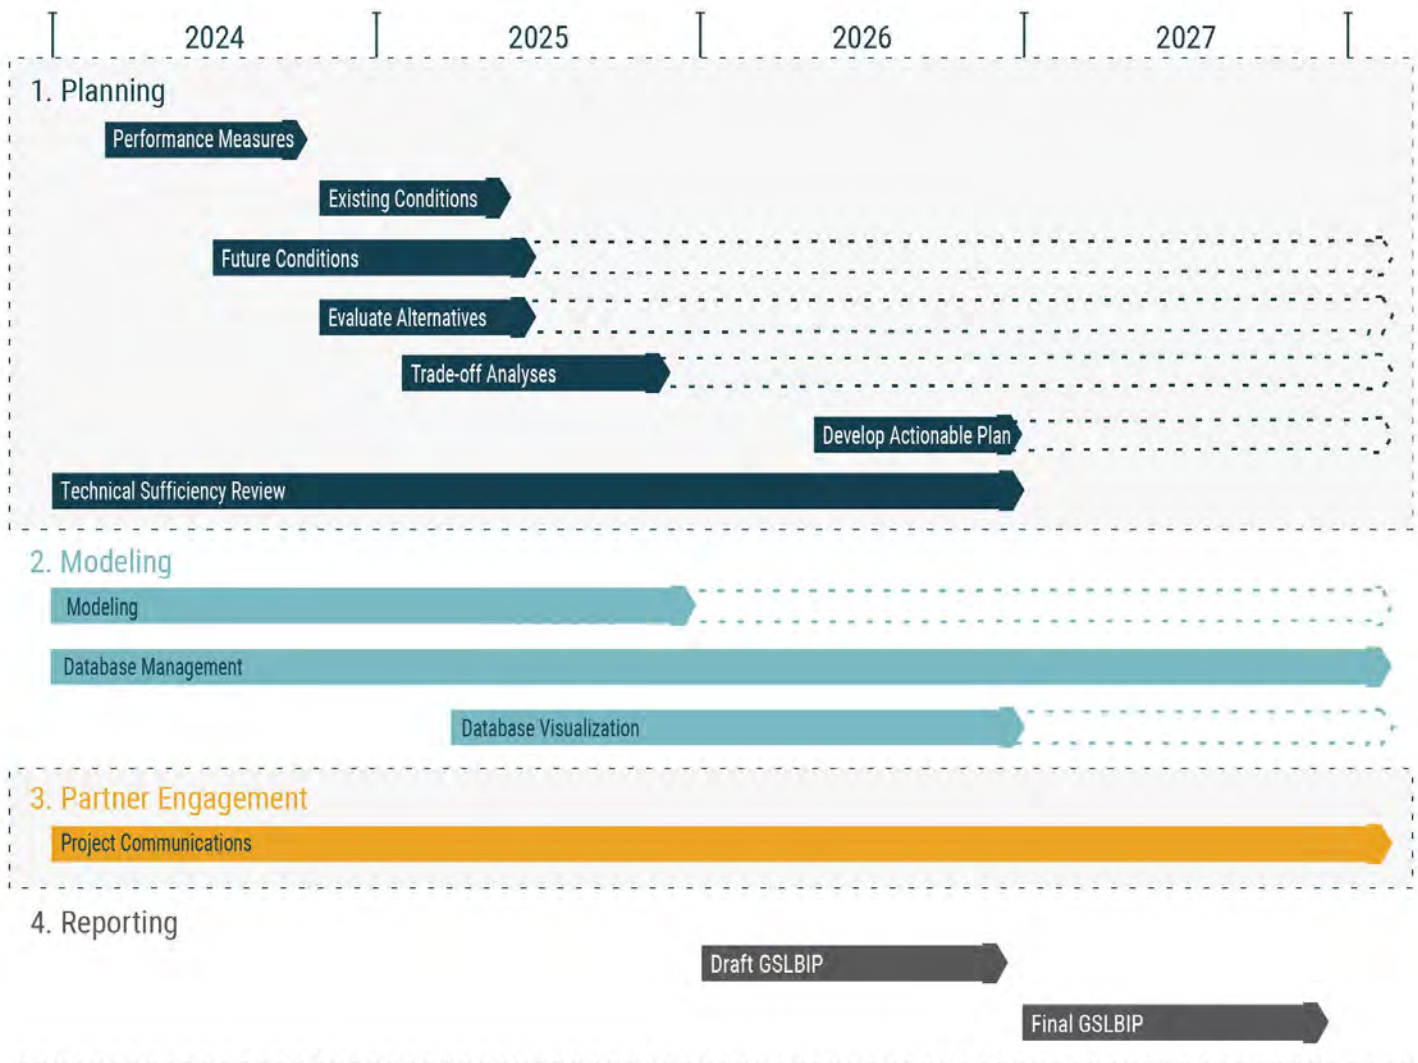 2024 2025 2026 2027
1. Planning
Performance Measures
Existing Conditions
Future Conditions
Evaluate Alternatives
Trade-off Analyses
Develop Actionable Plan
Technical Sufficiency Review
2. Modeling
Modeling
Database Management
Database Visualization
3. Partner Engagement
Project Communications
4. Reporting
Draft GSLBIP
Final GSLBIP